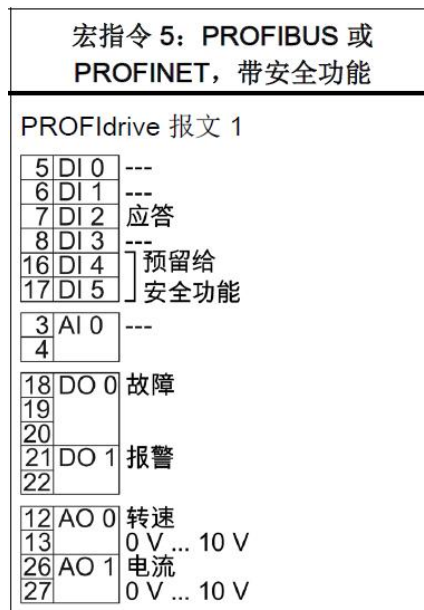 宏指令 5：PROFIBUS 或
PROFINET，带安全功能
PROFIdrive 报文 1
5 DI 0 ---
6 DI 1 ---
7 DI 2 应答
8 DI 3 ---
16 DI 4 预留给
17 DI 5 安全功能
3 AI 0 ---
4
18 DO 0 故障
19
20
21 DO 1 报警
22
12 AO 0 转速
13 0 V ... 10 V
26 AO 1 电流
27 0 V ... 10 V